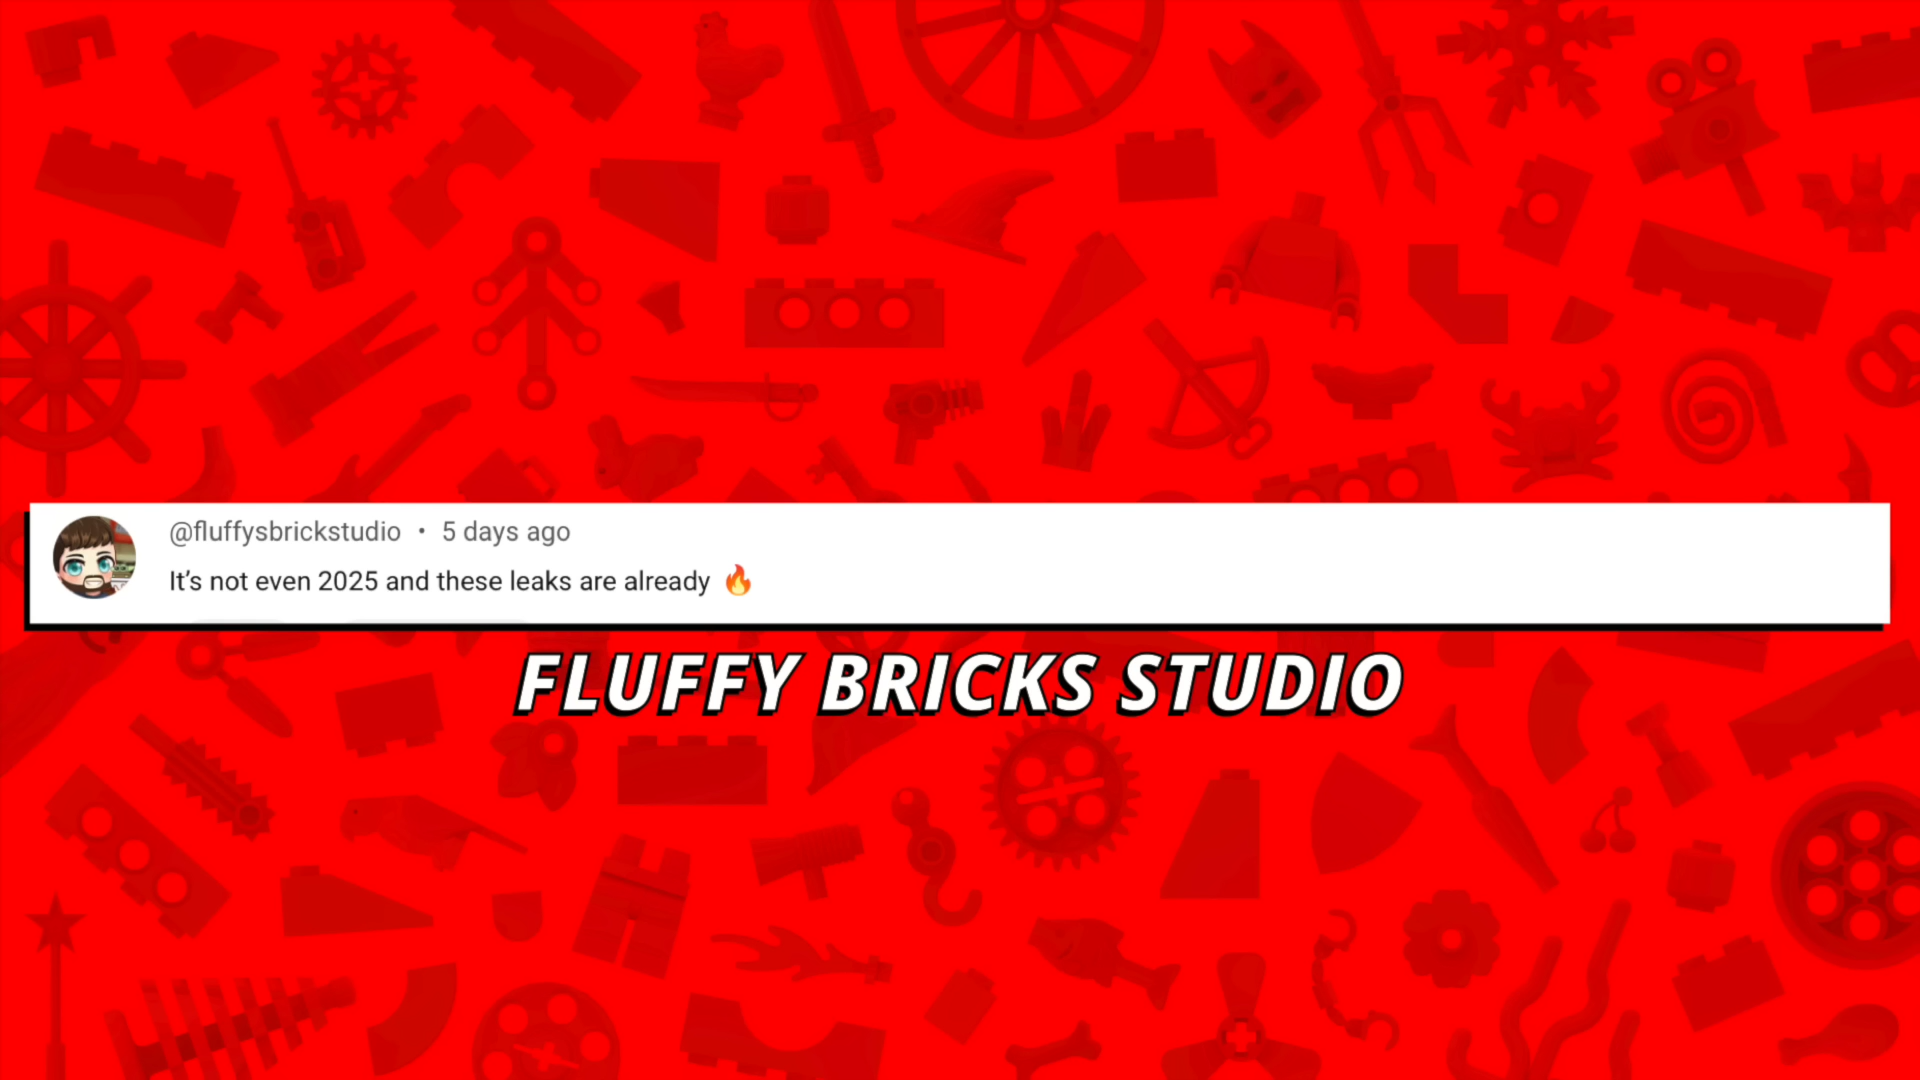 @fluffysbrickstudio • 5 days ago
It’s not even 2025 and these leaks are already 🔥
FLUFFY BRICKS STUDIO